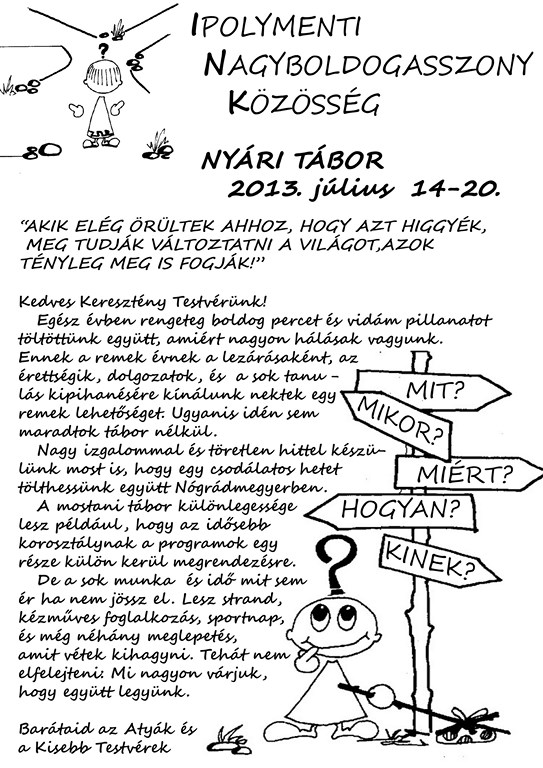 ?
IPOLYMENTI
NAGYBOLDOGASSZONY
KÖZÖSSÉG
NYÁRI TÁBOR
2013. július 14-20.
"AKIK ELÉG ŐRÜLTEK AHHOZ, HOGY AZT HIGGYÉK,
MEG TUDJÁK VÁLTOZTATNI A VILÁGOT,AZOK
TÉNYLEG MEG IS FOGJÁK!"
Kedves Keresztény Testvérünk!
Egész évben rengeteg boldog percet és vidám pillanatot
töltöttünk együtt, amiért nagyon hálásak vagyunk.
Ennek a remek évnek a lezárásaként, az
érettségik, dolgozatok, és a sok tanu -
lás kipihanésére kínálunk nektek egy
remek lehetőséget. Ugyanis idén sem
maradtok tábor nélkül.
Nagy izgalommal és töretlen hittel készü-
lünk most is, hogy egy csodálatos hetet
tölthessünk együtt Nógrádmegyerben.
A mostani tábor különlegessége
lesz például, hogy az idősebb
korosztálynak a programok egy
része külön kerül megrendezésre.
De a sok munka és idő mit sem
ér ha nem jössz el. Lesz strand,
kézműves foglalkozás, sportnap,
és még néhány meglepetés,
amit vétek kihagyni. Tehát nem
elfelejteni: Mi nagyon várjuk,
hogy együtt legyünk.
Barátaid az Atyák és
a Kisebb Testvérek
MIT?
MIKOR?
MIÉRT?
HOGYAN?
KINEK?
?